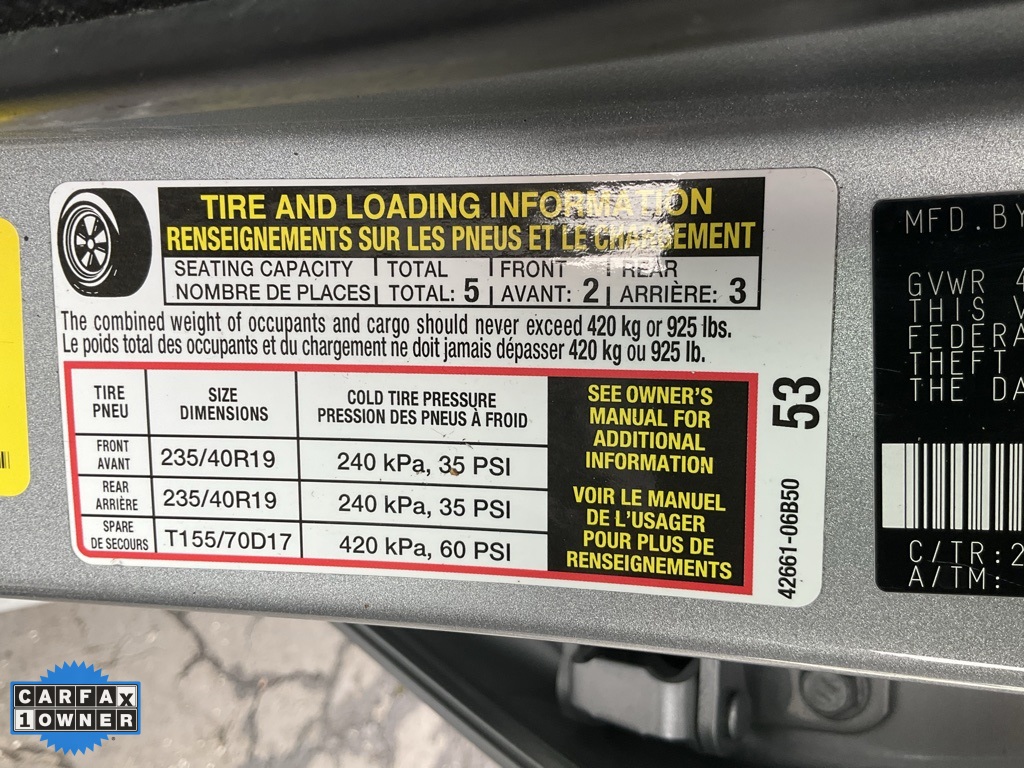 TIRE AND LOADING INFORMATION
RENSEIGNEMENTS SUR LES PNEUS ET LE CHARGEMENT
SEATING CAPACITY TOTAL FRONT REAR
NOMBRE DE PLACES TOTAL: 5 AVANT: 2 ARRIÈRE: 3
The combined weight of occupants and cargo should never exceed 420 kg or 925 lbs.
Le poids total des occupants et du chargement ne doit jamais dépasser 420 kg ou 925 lb.
TIRE
PNEU
SIZE
DIMENSIONS
COLD TIRE PRESSURE
PRESSION DES PNEUS À FROID
FRONT
AVANT
235/40R19
240 kPa, 35 PSI
REAR
ARRIÈRE
235/40R19
240 kPa, 35 PSI
SPARE
DE SECOURS
T155/70D17
420 kPa, 60 PSI
SEE OWNER'S
MANUAL FOR
ADDITIONAL
INFORMATION
VOIR LE MANUEL
DE L'USAGER
POUR PLUS DE
RENSEIGNEMENTS
53
42661-06B50
MFD.BY
GVWR 4
THIS V
FEDERA
THEFT
THE DA
C/TR:2
A/TM:
CARFAX
1 OWNER